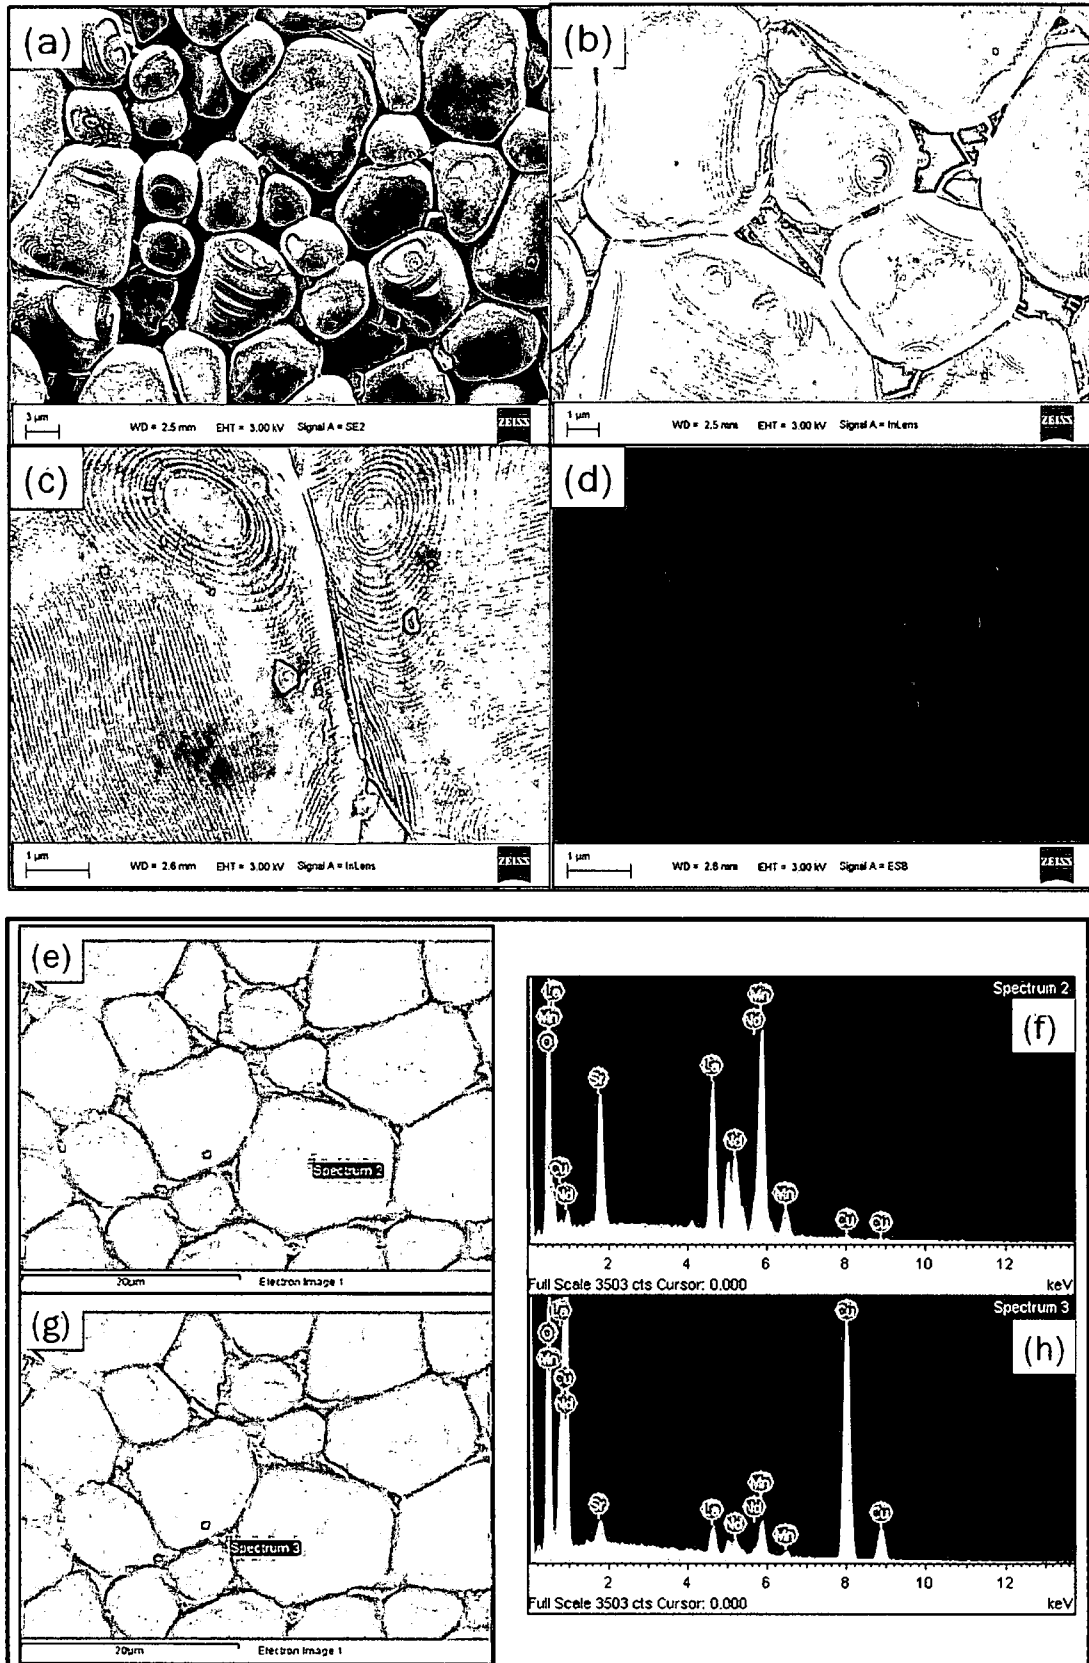 (a)
3 µm
WD = 2.5 mm EHT = 3.00 kV Signal A = SE2
ZEISS
(b)
1 µm
WD = 2.5 mm EHT = 3.00 kV Signal A = InLens
ZEISS
(c)
1 µm
WD = 2.6 mm EHT = 3.00 kV Signal A = InLens
ZEISS
(d)
1 µm
WD = 2.6 mm EHT = 3.00 kV Signal A = ESB
ZEISS
(e)
Spectrum 2
20µm Electron Image 1
Spectrum 2
(f)
La
Mn
O
Cu
Nd
Sr
La
Nd
Mn
Nd
Mn
Cu
Cu
2 4 6 8 10 12
Full Scale 3503 cts Cursor: 0.000 keV
(g)
Spectrum 3
20µm Electron Image 1
Spectrum 3
(h)
La
O
Mn
Cu
Nd
Sr
La
Nd
Nd
Mn
Mn
Cu
Cu
2 4 6 8 10 12
Full Scale 3503 cts Cursor: 0.000 keV